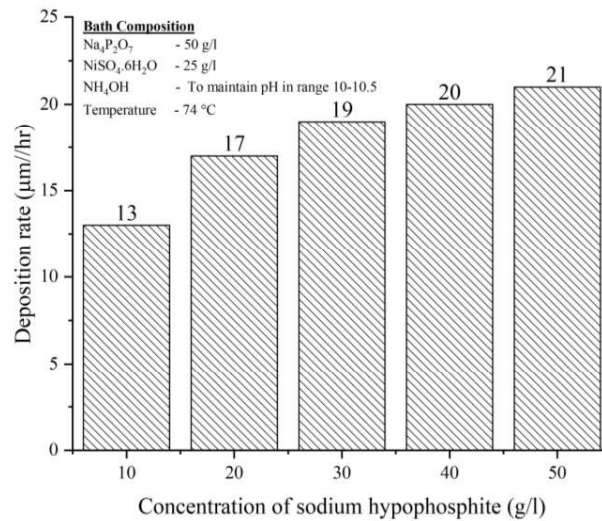 Bath Composition
Na₄P₂O₇ - 50 g/l
NiSO₄.6H₂O - 25 g/l
NH₄OH - To maintain pH in range 10-10.5
Temperature - 74 °C
25
20
15
10
5
0
Deposition rate (μm//hr)
13
17
19
20
21
10 20 30 40 50
Concentration of sodium hypophosphite (g/l)